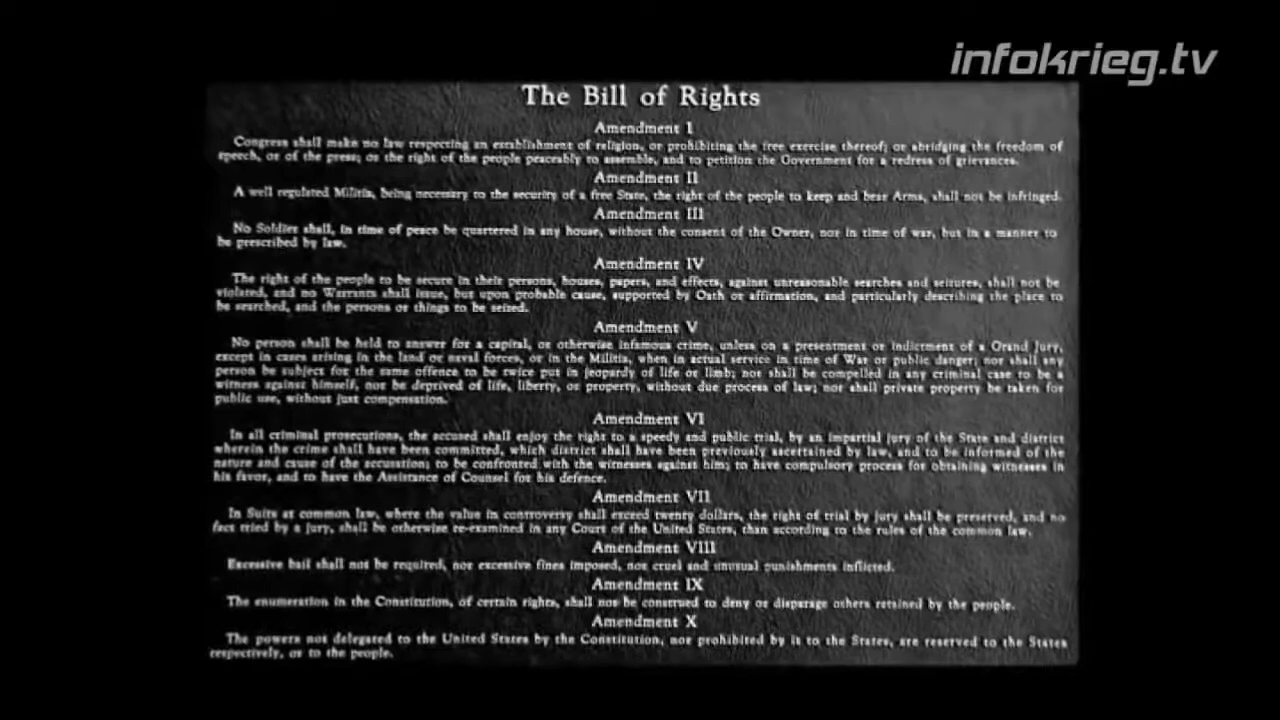 infokrieg.tv
The Bill of Rights
Amendment I
Congress shall make no law respecting an establishment of religion, or prohibiting the free exercise thereof; or abridging the freedom of
speech, or of the press; or the right of the people peaceably to assemble, and to petition the Government for a redress of grievances.
Amendment II
A well regulated Militia, being necessary to the security of a free State, the right of the people to keep and bear Arms, shall not be infringed.
Amendment III
No Soldier shall, in time of peace be quartered in any house, without the consent of the Owner, nor in time of war, but in a manner to
be prescribed by law.
Amendment IV
The right of the people to be secure in their persons, houses, papers, and effects, against unreasonable searches and seizures, shall not be
violated, and no Warrants shall issue, but upon probable cause, supported by Oath or affirmation, and particularly describing the place to
be searched, and the persons or things to be seized.
Amendment V
No person shall be held to answer for a capital, or otherwise infamous crime, unless on a presentment or indictment of a Grand Jury,
except in cases arising in the land or naval forces, or in the Militia, when in actual service in time of War or public danger; nor shall any
person be subject for the same offence to be twice put in jeopardy of life or limb; nor shall be compelled in any criminal case to be a
witness against himself, nor be deprived of life, liberty, or property, without due process of law; nor shall private property be taken for
public use, without just compensation.
Amendment VI
In all criminal prosecutions, the accused shall enjoy the right to a speedy and public trial, by an impartial jury of the State and district
wherein the crime shall have been committed, which district shall have been previously ascertained by law, and to be informed of the
nature and cause of the accusation; to be confronted with the witnesses against him; to have compulsory process for obtaining witnesses in
his favor, and to have the Assistance of Counsel for his defence.
Amendment VII
In Suits at common law, where the value in controversy shall exceed twenty dollars, the right of trial by jury shall be preserved, and no
fact tried by a jury, shall be otherwise re-examined in any Court of the United States, than according to the rules of the common law.
Amendment VIII
Excessive bail shall not be required, nor excessive fines imposed, nor cruel and unusual punishments inflicted.
Amendment IX
The enumeration in the Constitution, of certain rights, shall not be construed to deny or disparage others retained by the people.
Amendment X
The powers not delegated to the United States by the Constitution, nor prohibited by it to the States, are reserved to the States
respectively, or to the people.